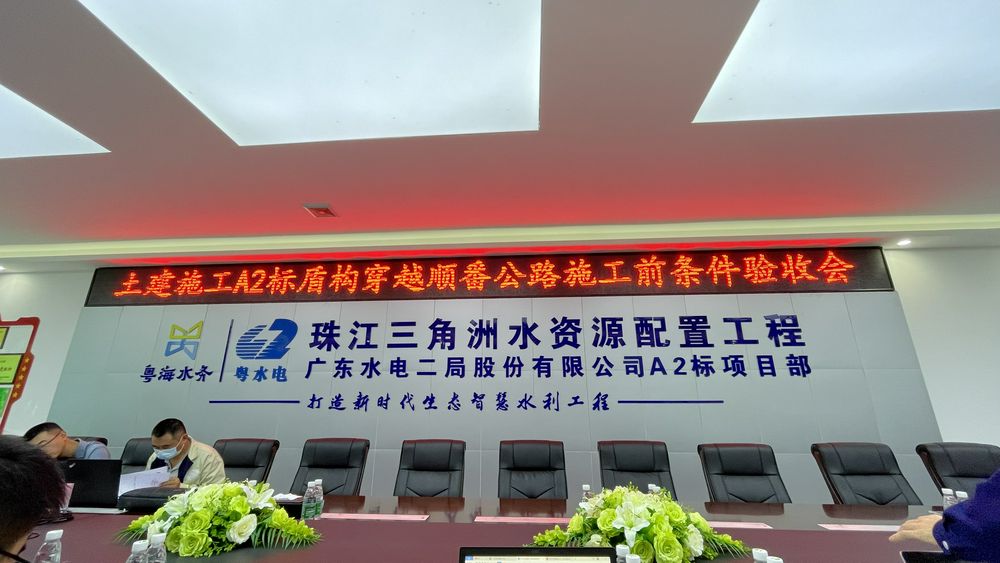 土建施工A2标盾构穿越顺番公路施工前条件验收会
珠江三角洲水资源配置工程
粤海水务
粤水电
广东水电二局股份有限公司A2标项目部
打造新时代生态智慧水利工程